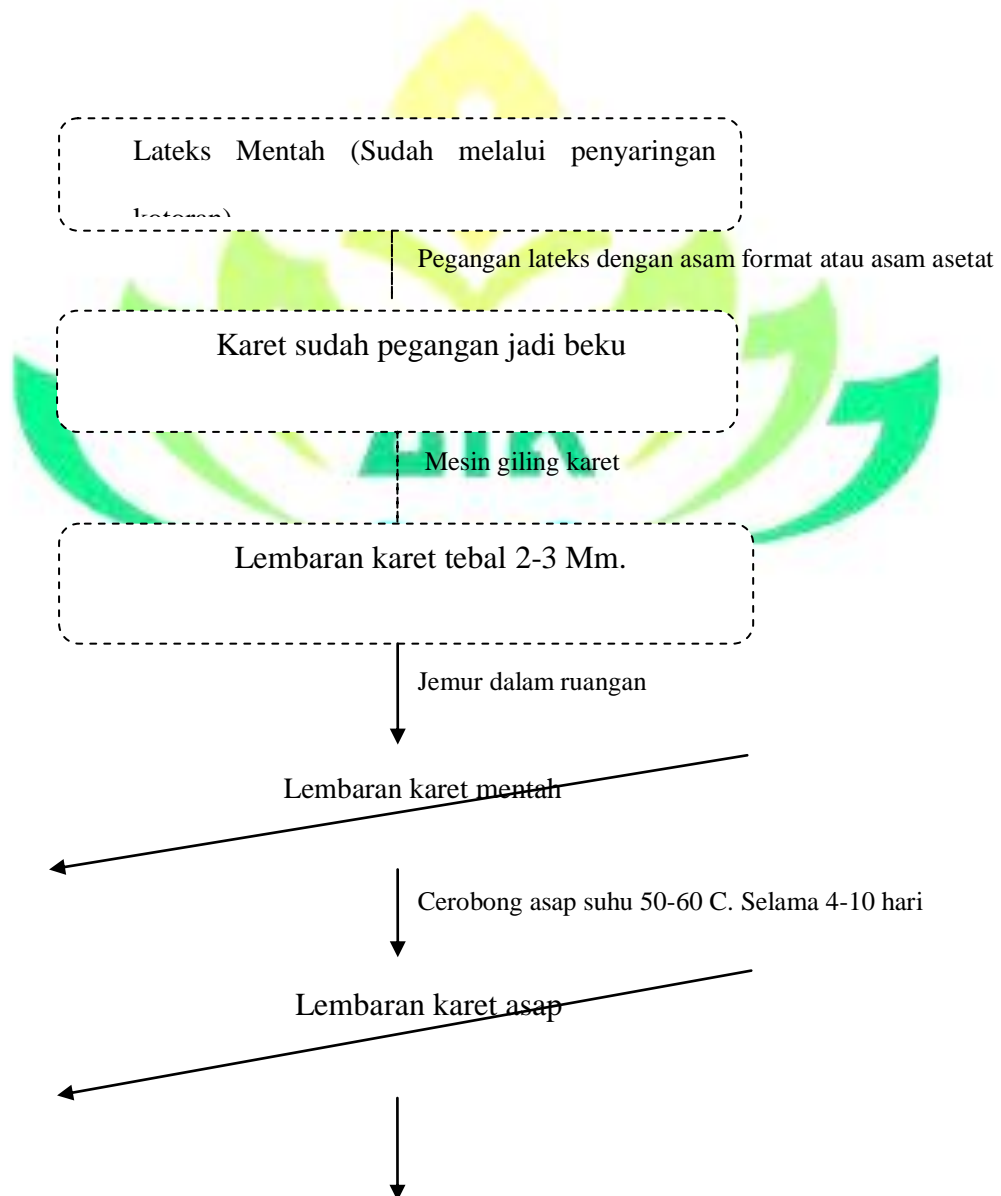 Lateks Mentah (Sudah melalui penyaringan
Pegangan lateks dengan asam format atau asam asetat
Karet sudah pegangan jadi beku
Mesin giling karet
Lembaran karet tebal 2-3 Mm.
Jemur dalam ruangan
Lembaran karet mentah
Cerobong asap suhu 50-60 C. Selama 4-10 hari
Lembaran karet asap